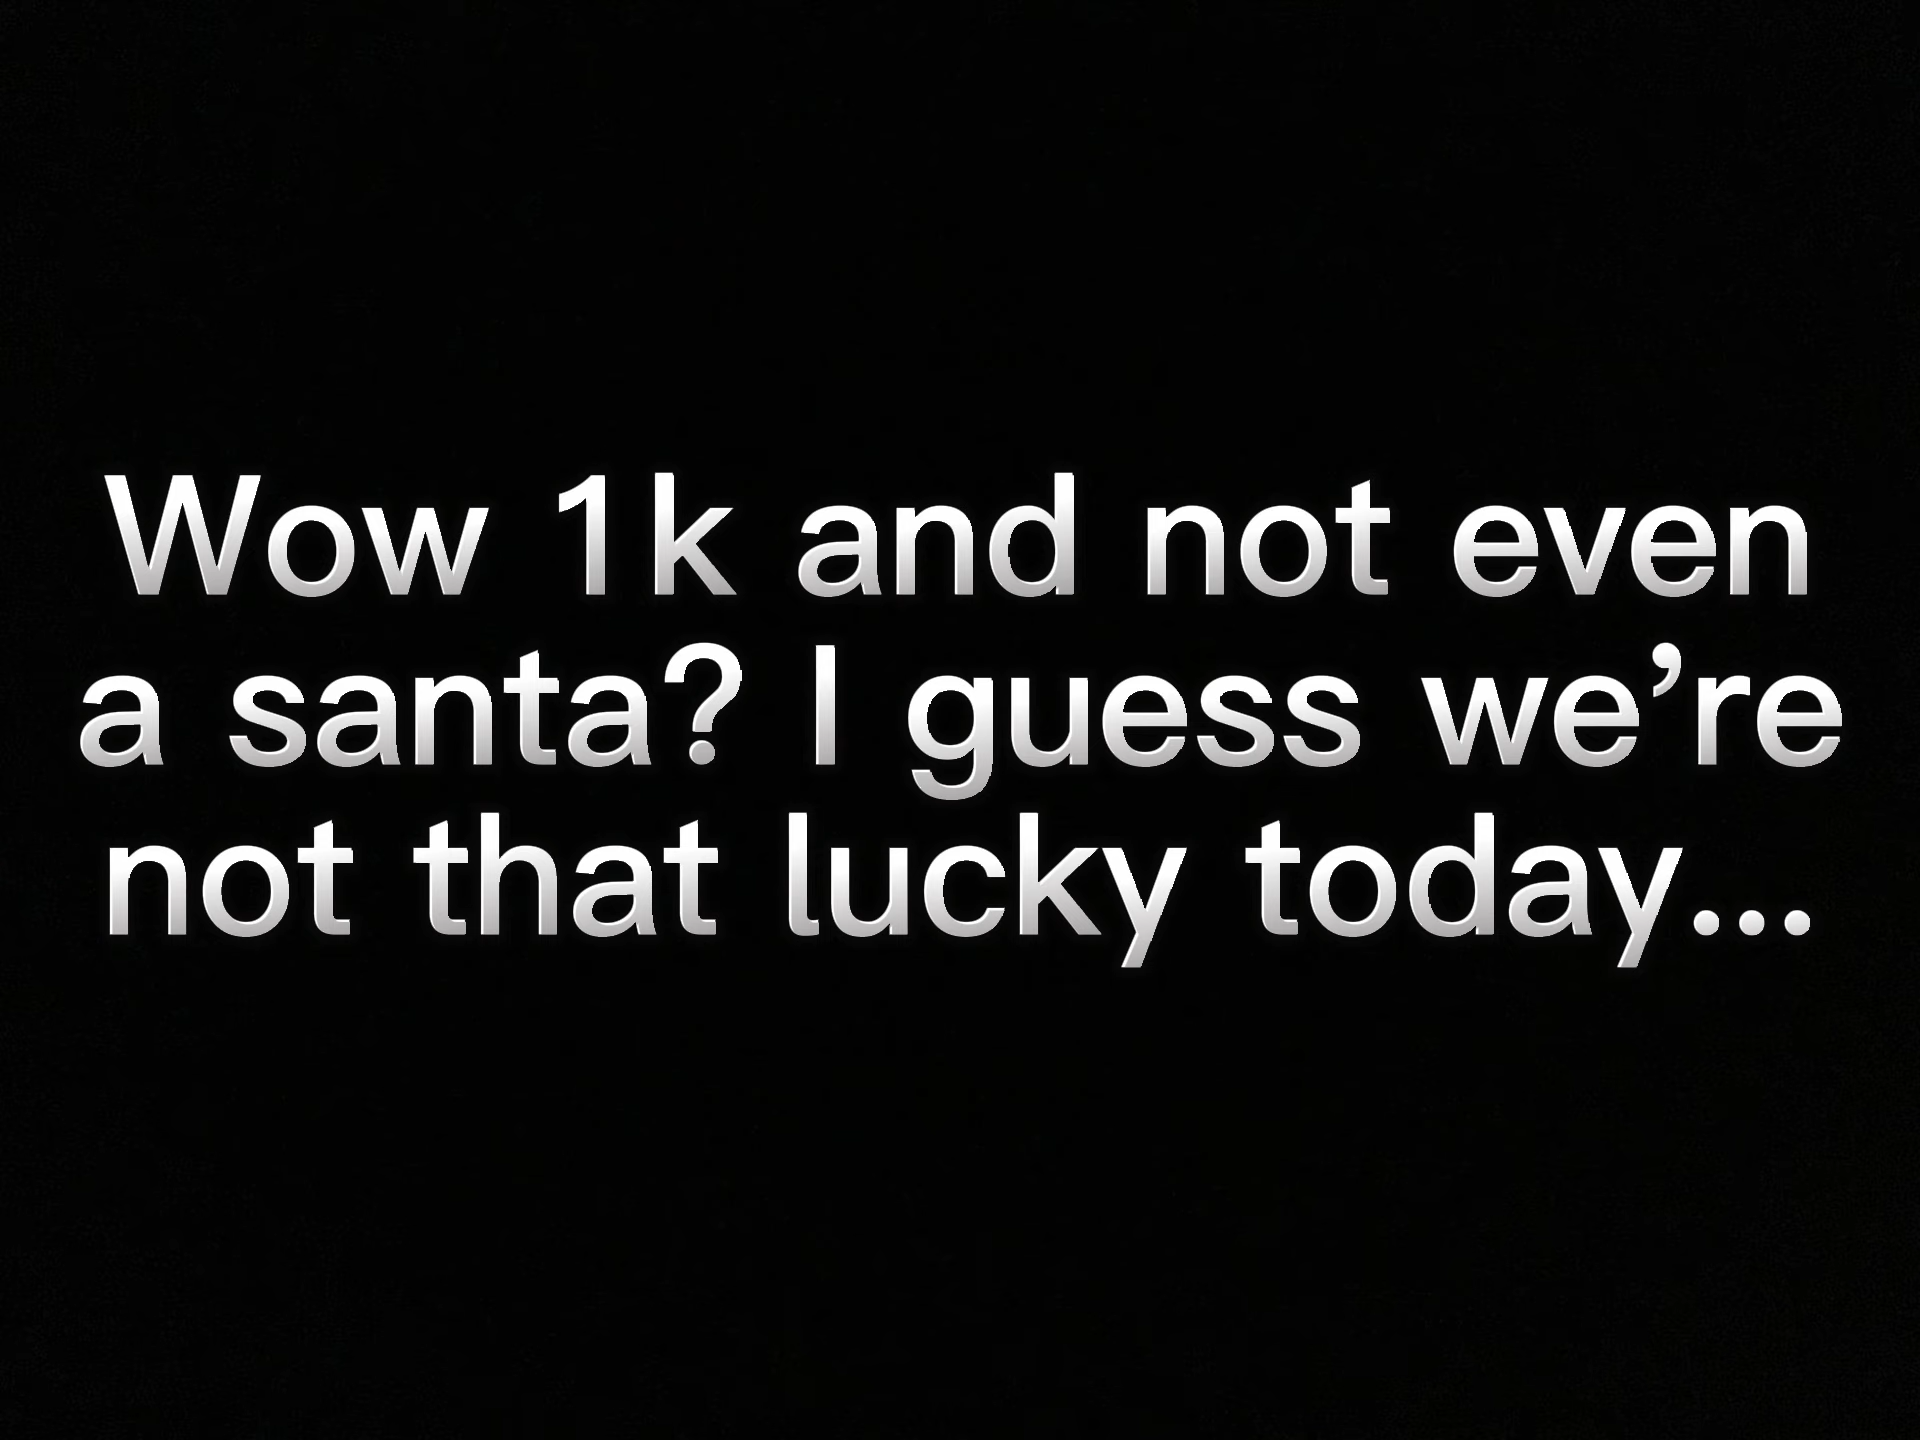 Wow 1k and not even
a santa? I guess we’re
not that lucky today...